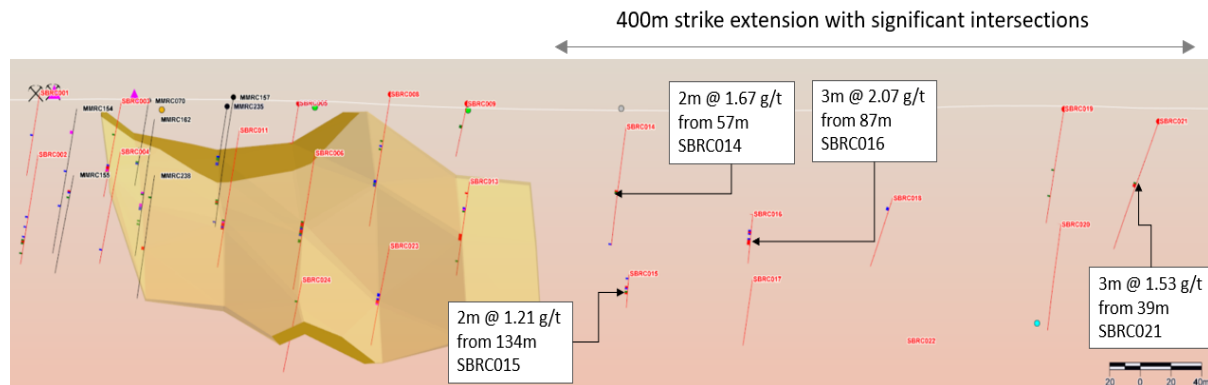 400m strike extension with significant intersections
2m @ 1.67 g/t
from 57m
SBRC014
3m @ 2.07 g/t
from 87m
SBRC016
SBRC001
MMRC164
SBRC003
MMRC070
MMRC162
MMRC157
MMRC235
SBRC008
SBRC009
SBRC011
SBRC014
SBRC019
SBRC021
SBRC002
SBRC004
SBRC006
MMRC155
MMRC238
SBRC013
SBRC018
SBRC016
SBRC020
SBRC023
SBRC024
SBRC015
SBRC017
SBRC022
2m @ 1.21 g/t
from 134m
SBRC015
3m @ 1.53 g/t
from 39m
SBRC021
20 0 20 40m